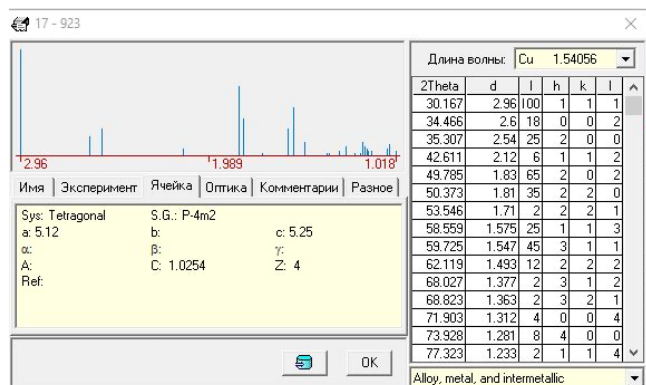 17 - 923
2.96 1.989 1.018
Имя Эксперимент Ячейка Оптика Комментарии Разное
Sys: Tetragonal S.G.: P-4m2
a: 5.12 b: c: 5.25
α: β: γ:
A: C: 1.0254 Z: 4
Ref:
OK
Длина волны: Cu 1.54056
2Theta d I h k l
30.167 2.96 100 1 1 1
34.466 2.6 18 0 0 2
35.307 2.54 25 2 0 0
42.611 2.12 6 1 1 2
49.785 1.83 65 2 0 2
50.373 1.81 35 2 2 0
53.546 1.71 2 2 2 1
58.559 1.575 25 1 1 3
59.725 1.547 45 3 1 1
62.119 1.493 12 2 2 2
68.027 1.377 2 3 1 2
68.823 1.363 2 3 2 1
71.903 1.312 4 0 0 4
73.928 1.281 8 4 0 0
77.323 1.233 2 1 1 4
Alloy, metal, and intermetallic